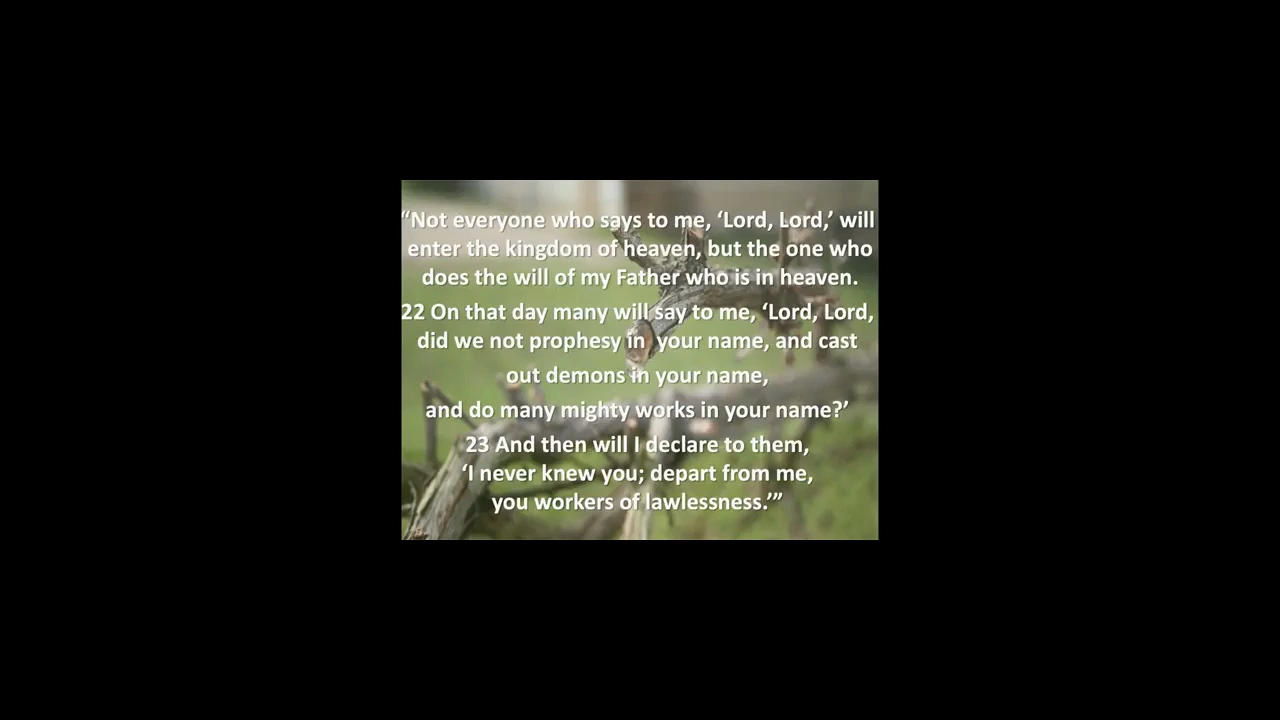 “Not everyone who says to me, ‘Lord, Lord,’ will
enter the kingdom of heaven, but the one who
does the will of my Father who is in heaven.
22 On that day many will say to me, ‘Lord, Lord,
did we not prophesy in your name, and cast
out demons in your name,
and do many mighty works in your name?’
23 And then will I declare to them,
‘I never knew you; depart from me,
you workers of lawlessness.’”